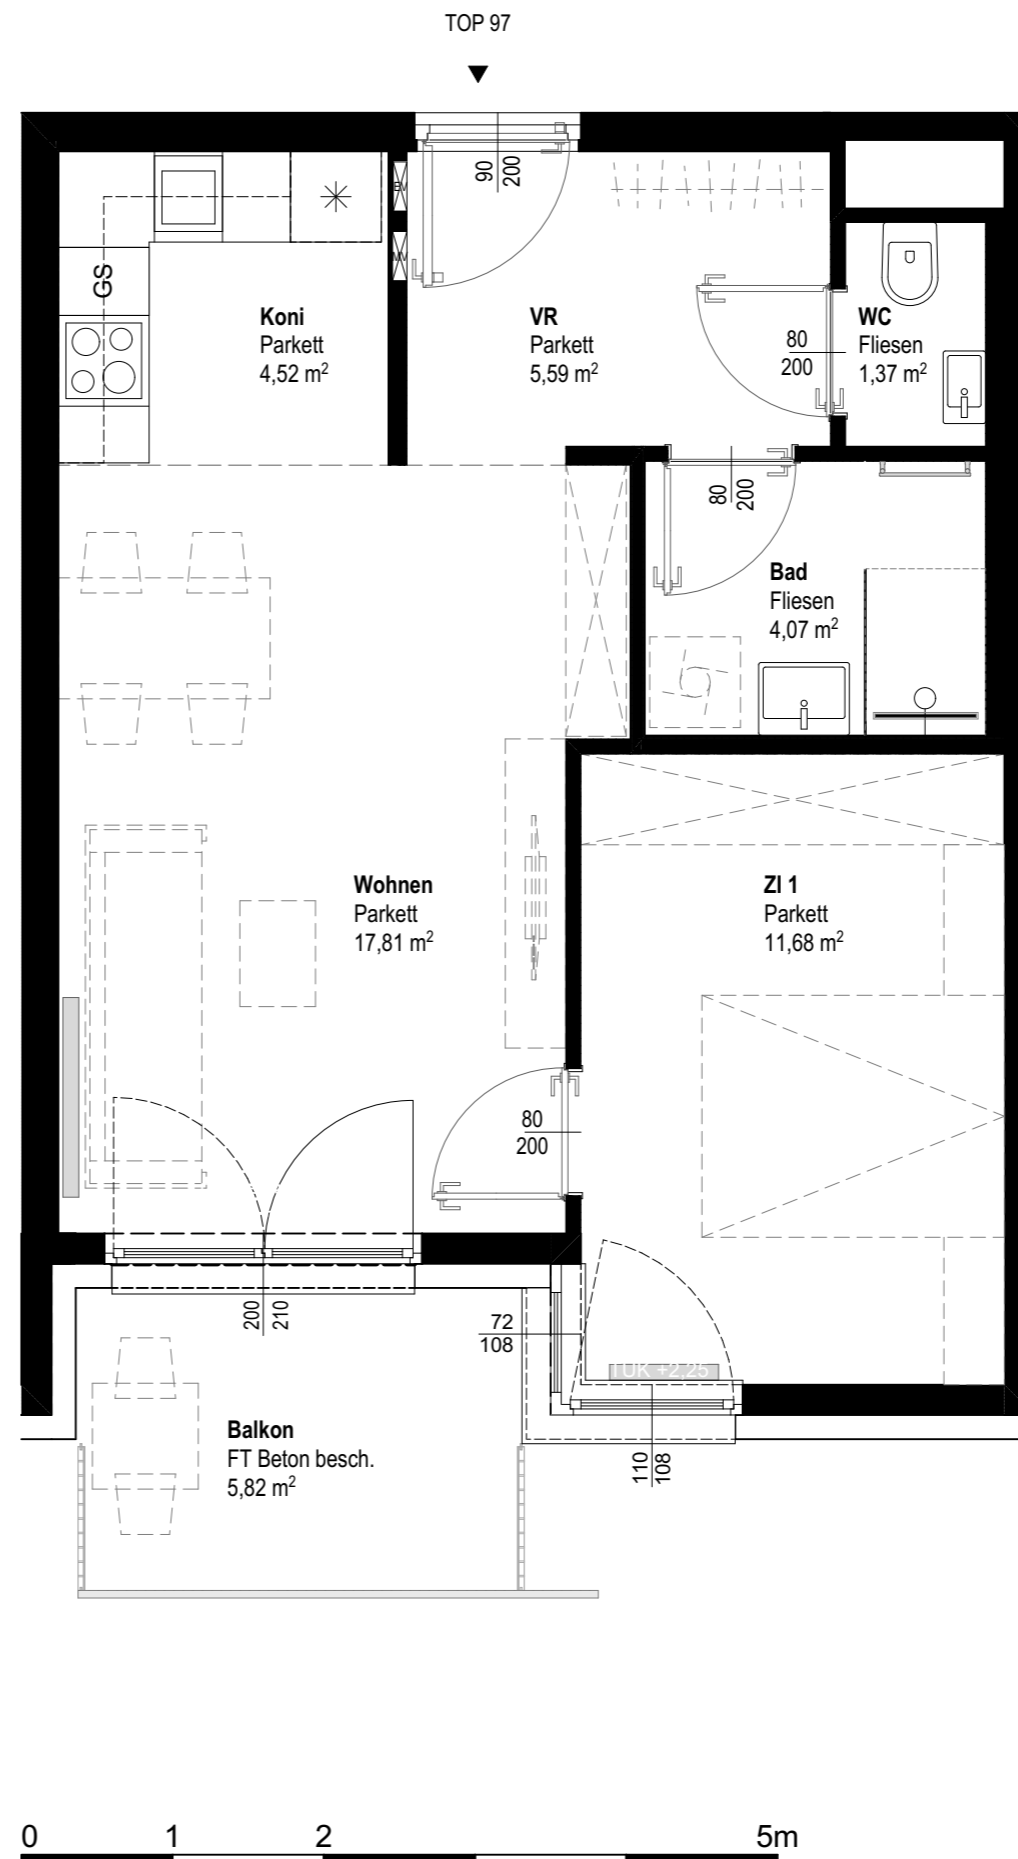 TOP 97
90
200
EV
GS
Koni
Parkett
4,52 m²
VR
Parkett
5,59 m²
80
200
WC
Fliesen
1,37 m²
80
200
Bad
Fliesen
4,07 m²
Wohnen
Parkett
17,81 m²
ZI 1
Parkett
11,68 m²
80
200
200
210
72
108
TUK +2,25
110
108
Balkon
FT Beton besch.
5,82 m²
0 1 2 5m